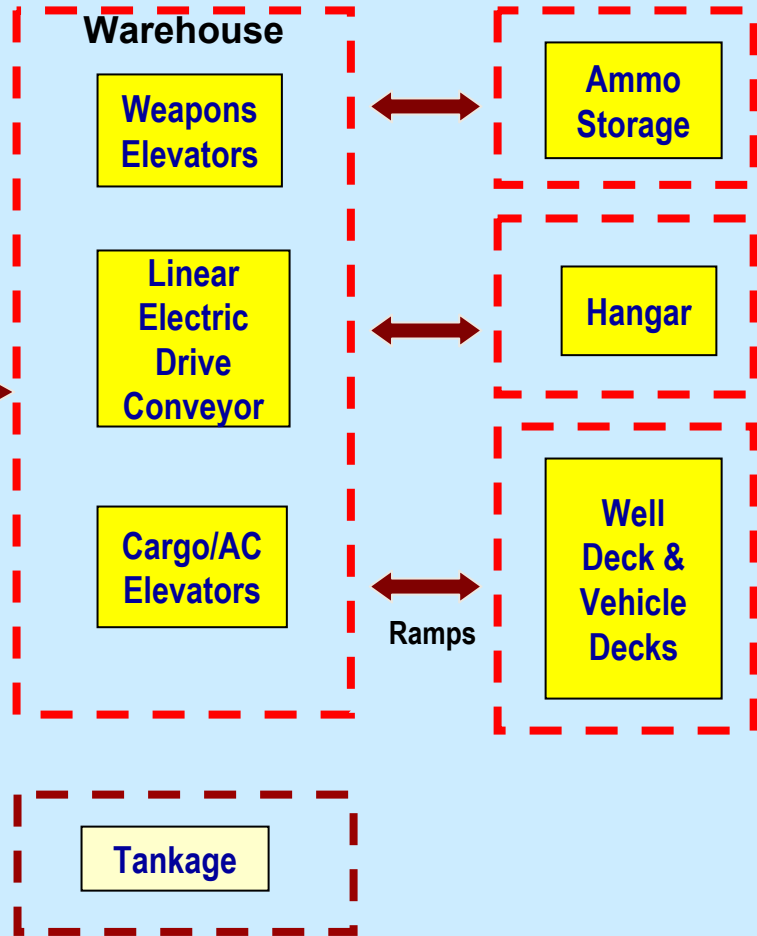 Warehouse
Weapons
Elevators
Linear
Electric
Drive
Conveyor
Cargo/AC
Elevators
Ramps
Ammo
Storage
Hangar
Well
Deck &
Vehicle
Decks
Tankage